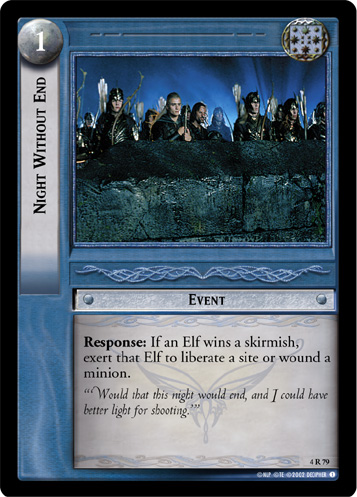 1
NIGHT WITHOUT END
EVENT
Response: If an Elf wins a skirmish,
exert that Elf to liberate a site or wound a
minion.
“‘Would that this night would end, and I could have
better light for shooting.’”
4 R 79
© NLP ™TE ©2002 DECIPHER